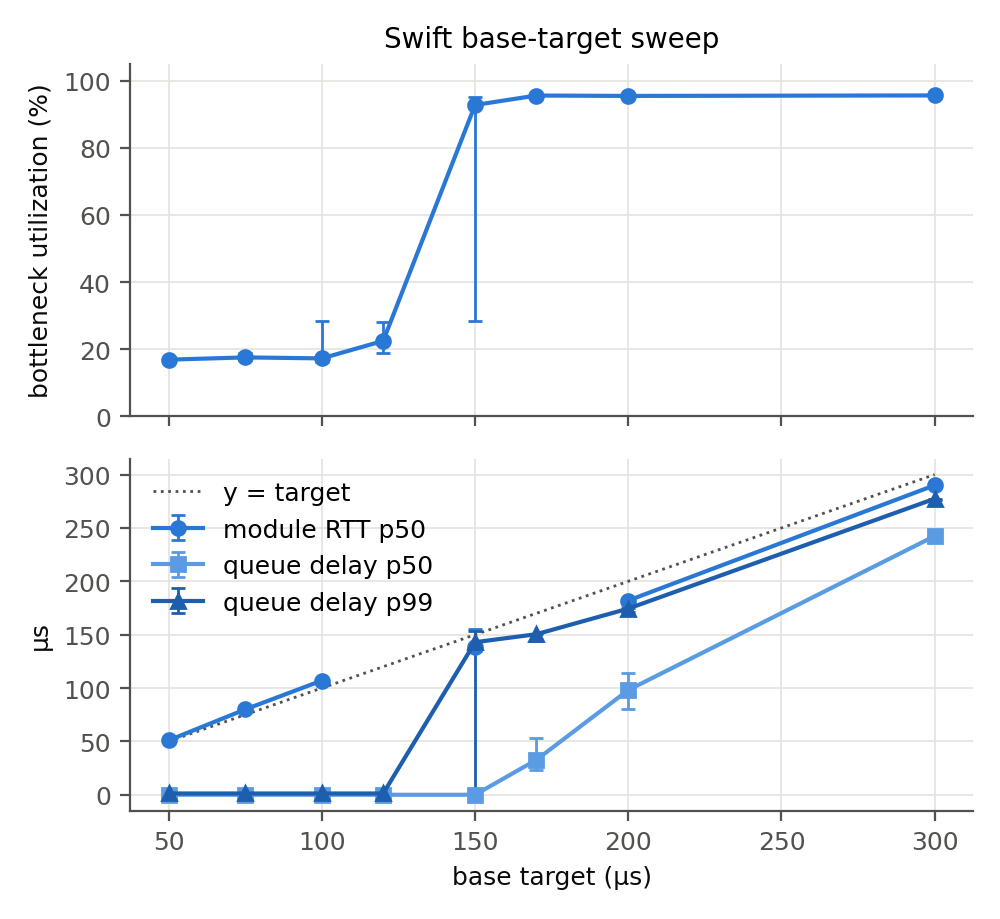 Swift base-target sweep
100
80
60
40
20
0
bottleneck utilization (%)
300
250
200
150
100
50
0
µs
y = target
module RTT p50
queue delay p50
queue delay p99
50
100
150
200
250
300
base target (µs)